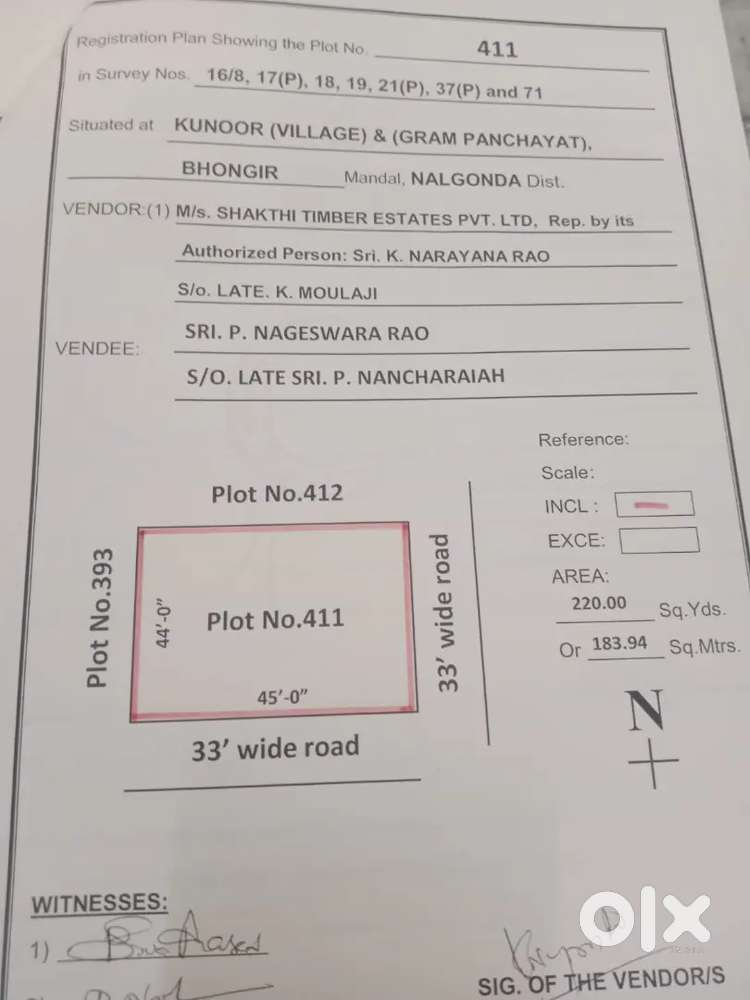 Registration Plan Showing the Plot No. 411
in Survey Nos. 16/8, 17(P), 18, 19, 21(P), 37(P) and 71
Situated at KUNOOR (VILLAGE) & (GRAM PANCHAYAT),
BHONGIR Mandal, NALGONDA Dist.
VENDOR:(1) M/s. SHAKTHI TIMBER ESTATES PVT. LTD, Rep. by its
Authorized Person: Sri. K. NARAYANA RAO
S/o. LATE. K. MOULAJI
VENDEE: SRI. P. NAGESWARA RAO
S/O. LATE SRI. P. NANCHARAIAH
Reference:
Scale:
INCL :
EXCE:
AREA:
220.00 Sq.Yds.
Or 183.94 Sq.Mtrs.
N
Plot No.412
Plot No.393
44'-0"
Plot No.411
45'-0"
33' wide road
33' wide road
WITNESSES:
1)
SIG. OF THE VENDOR/S
olx